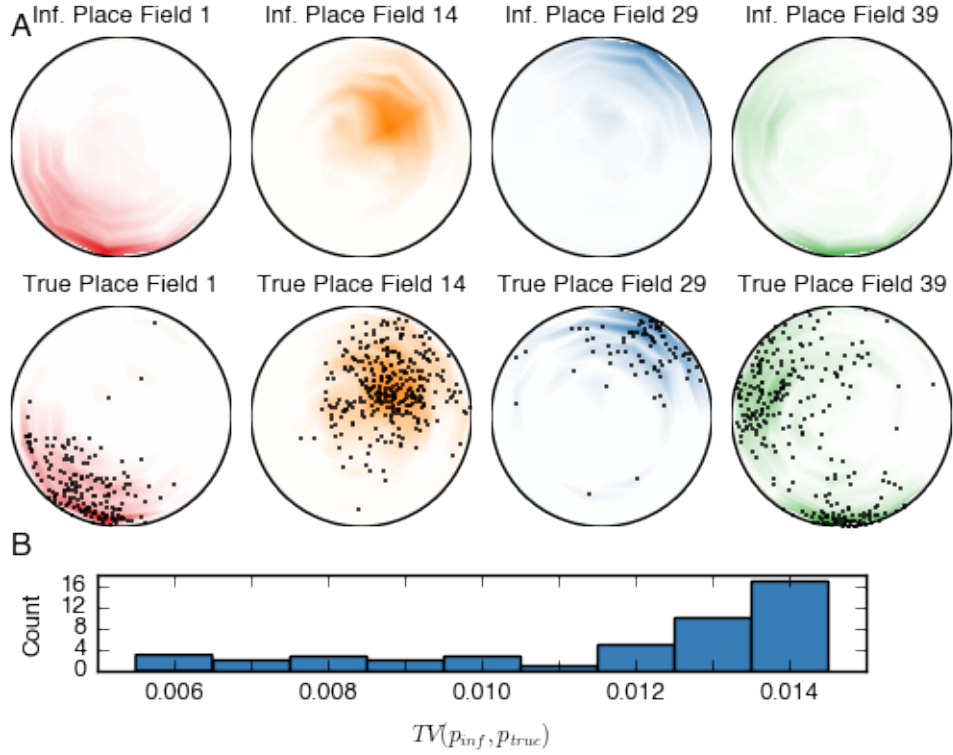 A
Inf. Place Field 1 Inf. Place Field 14 Inf. Place Field 29 Inf. Place Field 39
True Place Field 1 True Place Field 14 True Place Field 29 True Place Field 39
B
Count
16
12
8
4
0
0.006 0.008 0.010 0.012 0.014
TV(p_inf, p_true)